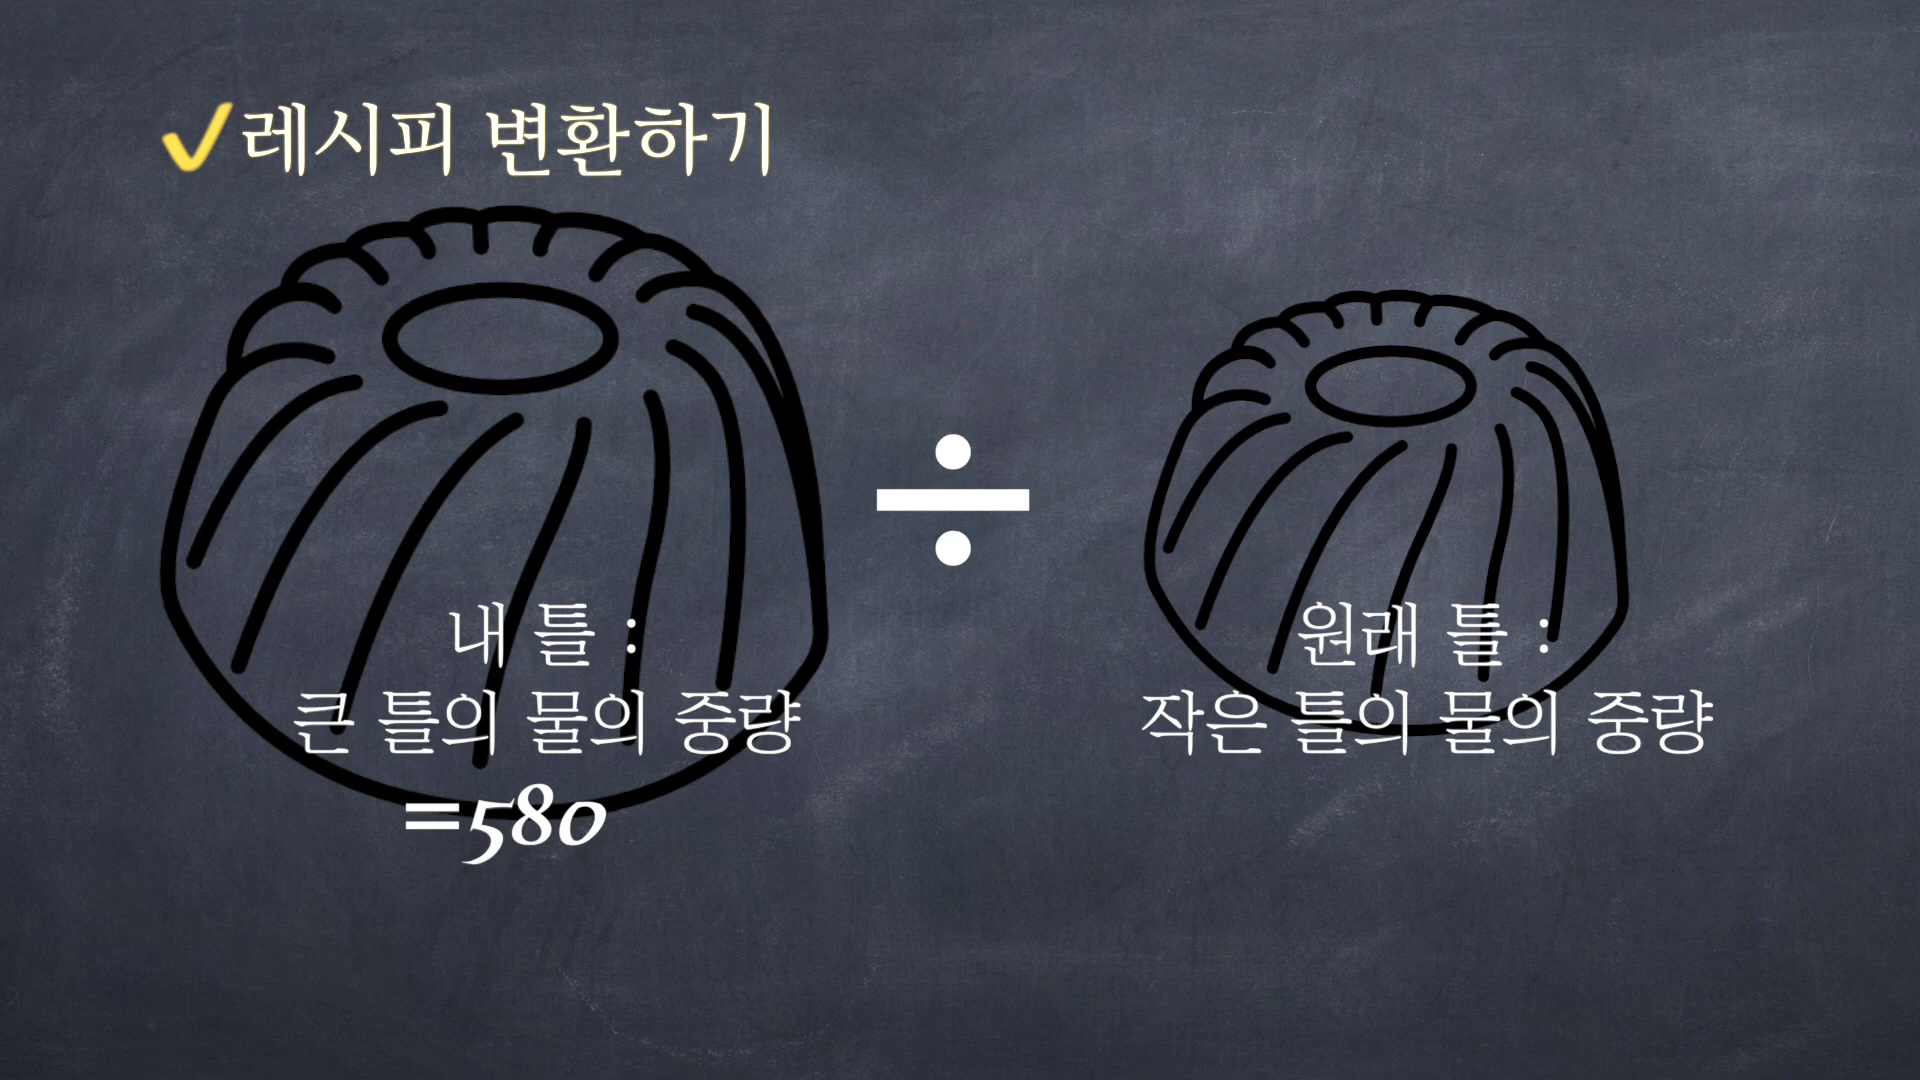 ✓레시피 변환하기
내 틀 :
큰 틀의 물의 중량
=580
÷
원래 틀 :
작은 틀의 물의 중량